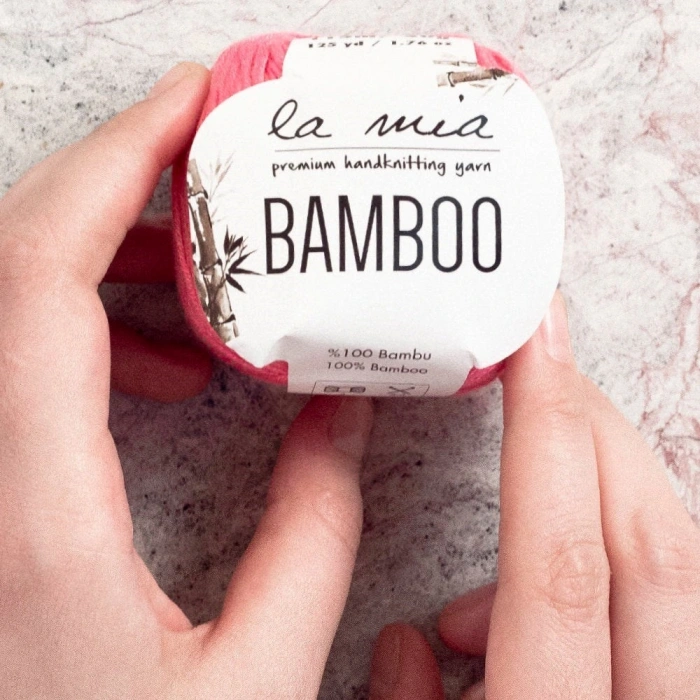 125 yd / 1.76 oz
la mia
premium handknitting yarn
BAMBOO
%100 Bambu
100% Bamboo